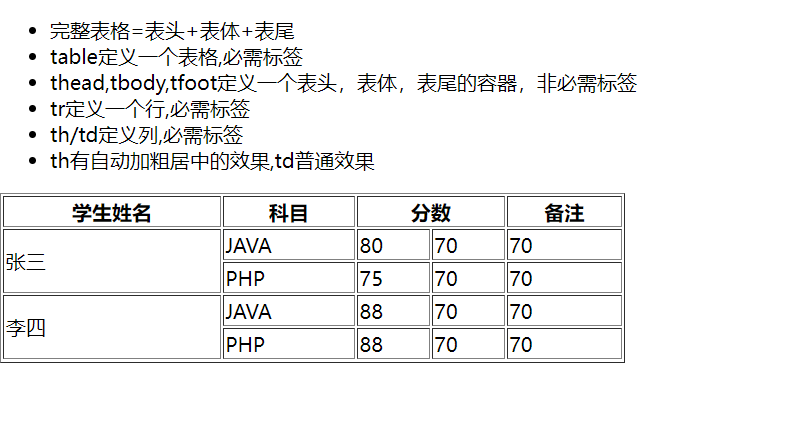 完整表格=表头+表体+表尾
table定义一个表格,必需标签
thead,tbody,tfoot定义一个表头，表体，表尾的容器，非必需标签
tr定义一个行,必需标签
th/td定义列,必需标签
th有自动加粗居中的效果,td普通效果
学生姓名 科目 分数 备注
张三 JAVA 80 70 70
PHP 75 70 70
李四 JAVA 88 70 70
PHP 88 70 70